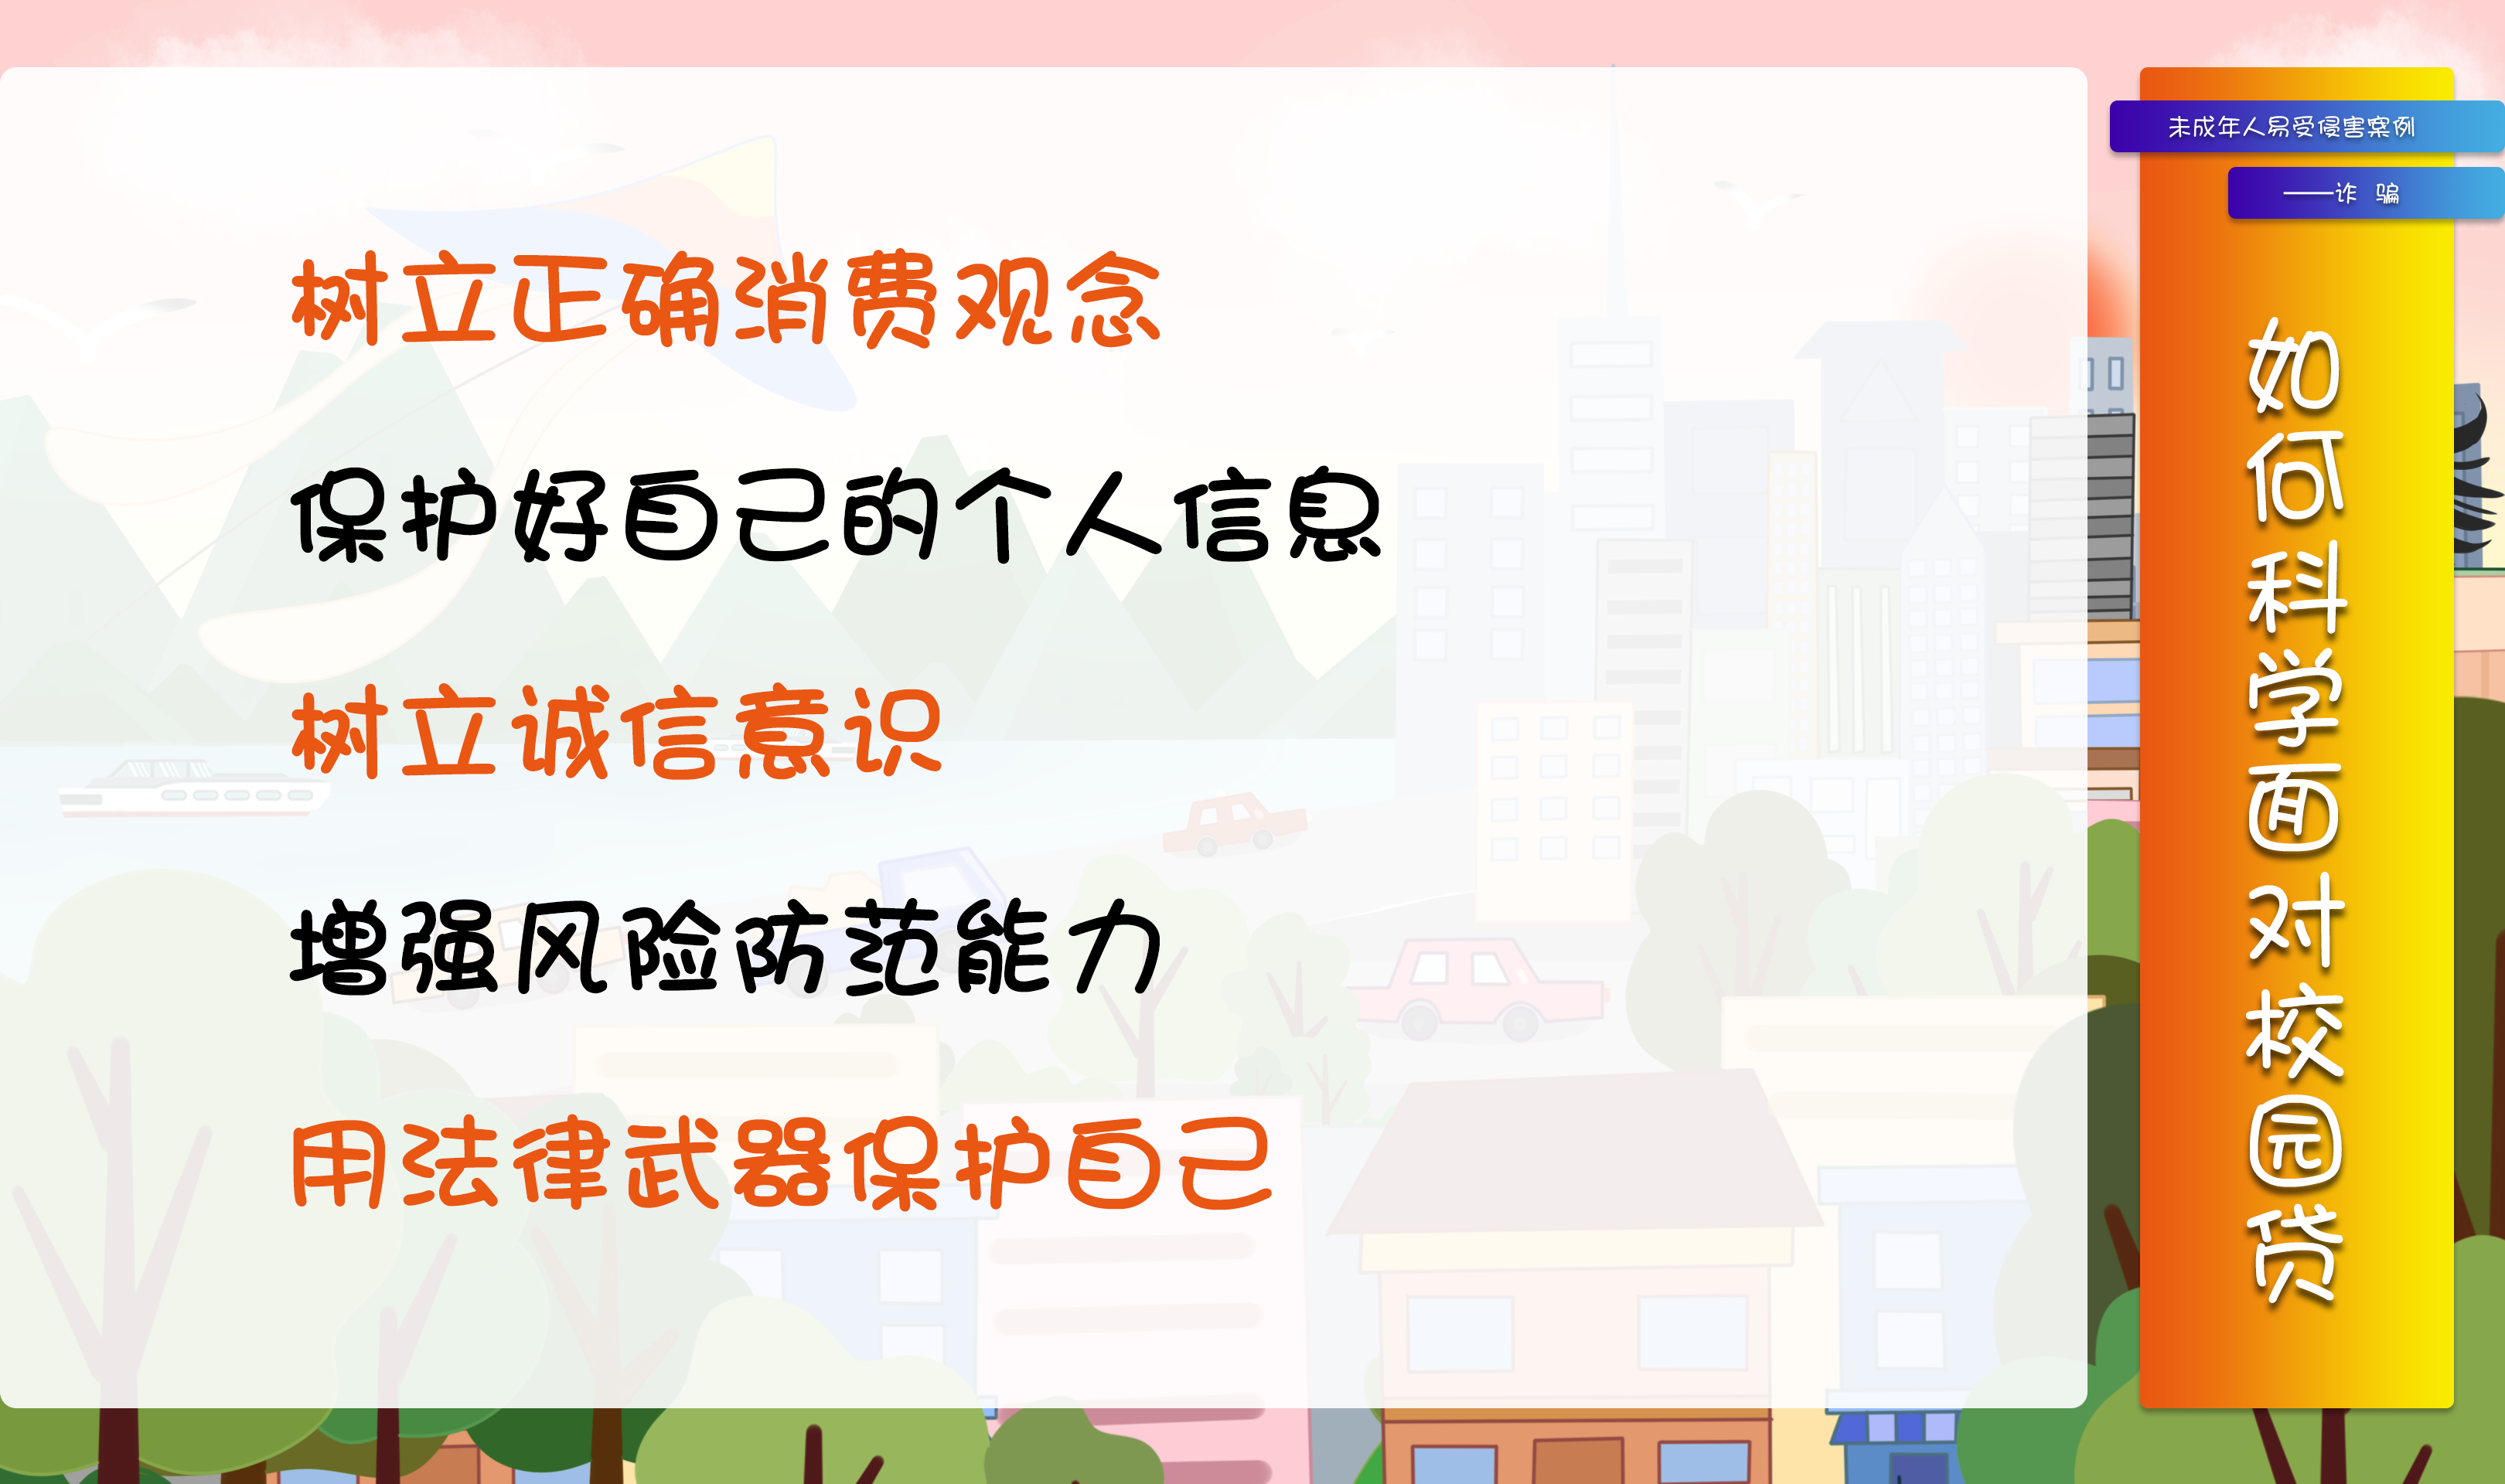 未成年人易受侵害案例
——诈 骗
如何科学面对校园贷
树立正确消费观念
保护好自己的个人信息
树立诚信意识
增强风险防范能力
用法律武器保护自己